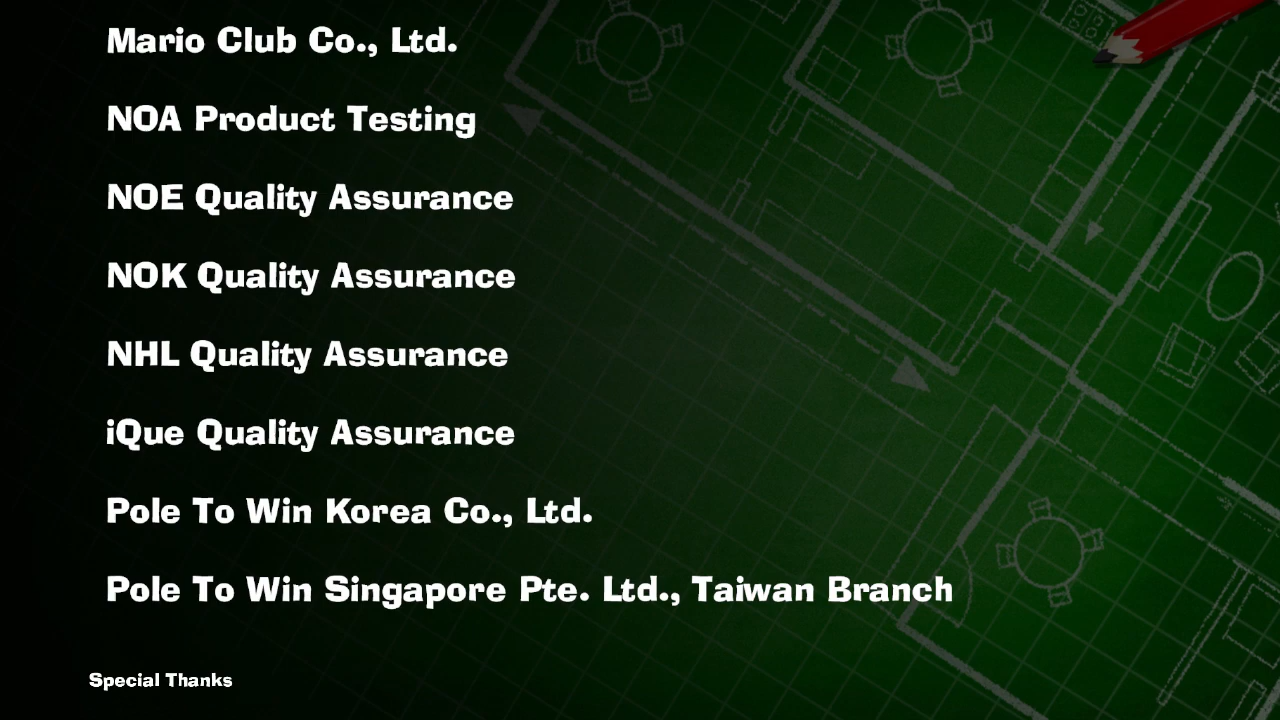 Mario Club Co., Ltd.
NOA Product Testing
NOE Quality Assurance
NOK Quality Assurance
NHL Quality Assurance
iQue Quality Assurance
Pole To Win Korea Co., Ltd.
Pole To Win Singapore Pte. Ltd., Taiwan Branch
Special Thanks